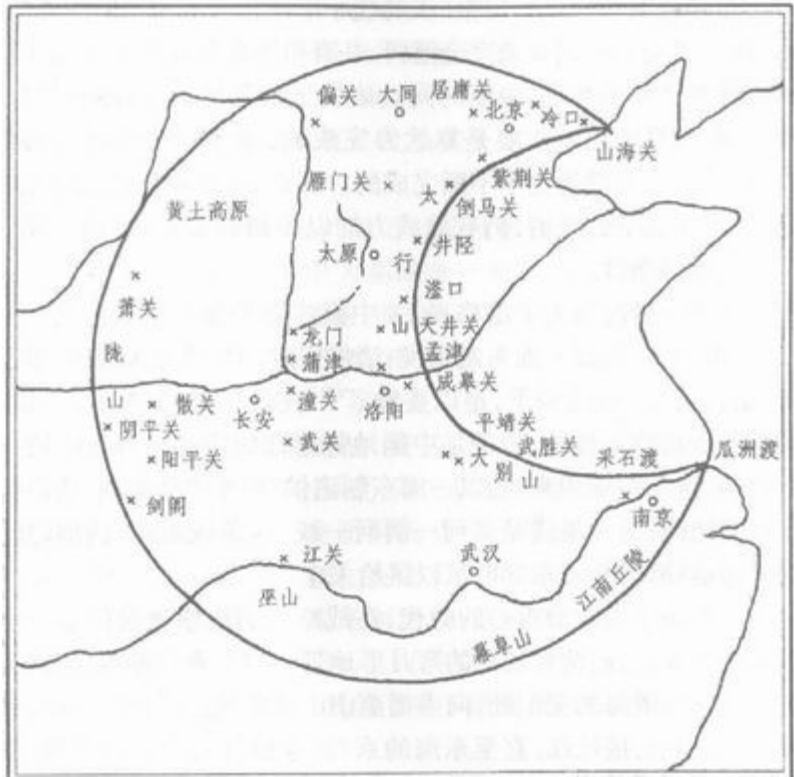 偏关
大同
居庸关
北京
冷口
山海关
紫荆关
雁门关
太
倒马关
黄土高原
井陉
太原
行
滏口
萧关
龙门
山
天井关
陇
蒲津
孟津
成皋关
山
散关
长安
潼关
洛阳
阴平关
武关
平靖关
武胜关
采石渡
瓜洲渡
阳平关
大
别
山
剑阁
南京
江关
武汉
巫山
江南丘陵
幕阜山